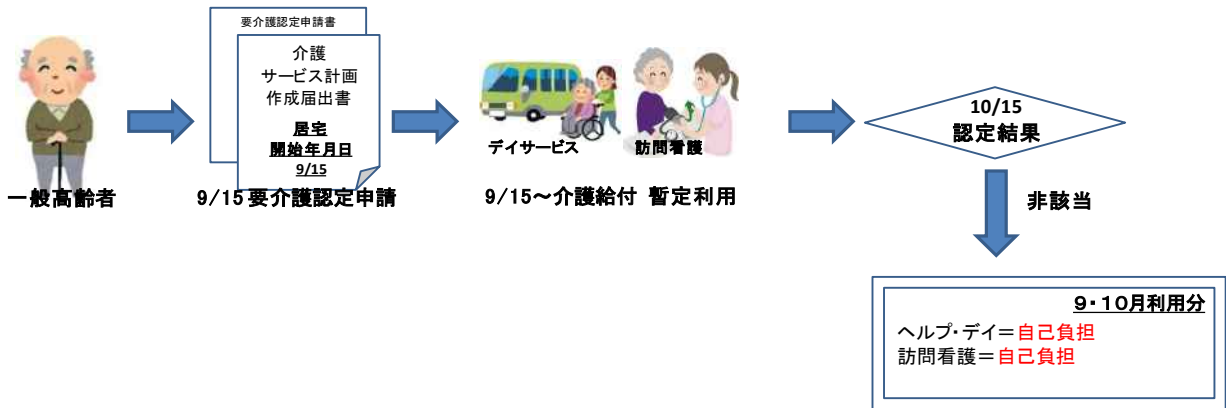 一般高齢者
要介護認定申請書
介護
サービス計画
作成届出書
居宅
開始年月日
9/15
9/15 要介護認定申請
デイサービス
訪問看護
9/15～介護給付 暫定利用
10/15
認定結果
非該当
９・１０月利用分
ヘルプ・デイ＝自己負担
訪問看護＝自己負担